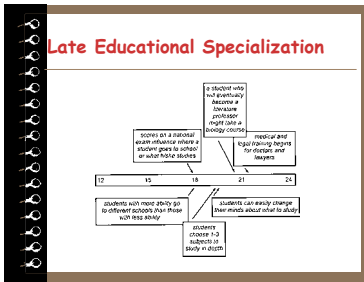 Late Educational Specialization
a student who
will eventually
become a
literature
professor
might take a
biology course
scores on a national
exam influence where a
student goes to school
or what he/she studies
medical and
legal training begins
for doctors and
lawyers
12 15 18 21 24
students with more ability go
to different schools than those
with less ability
students can easily change
their minds about what to study
students
choose 1-3
subjects to
study in depth